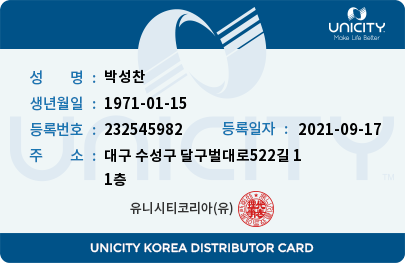 UNICITY
Make Life Better
성 명 : 박성찬
생년월일 : 1971-01-15
등록번호 : 232545982 등록일자 : 2021-09-17
주 소 : 대구 수성구 달구벌대로522길 1
1층
UNICITY
TM
유니시티코리아(유)
UNICITY KOREA DISTRIBUTOR CARD